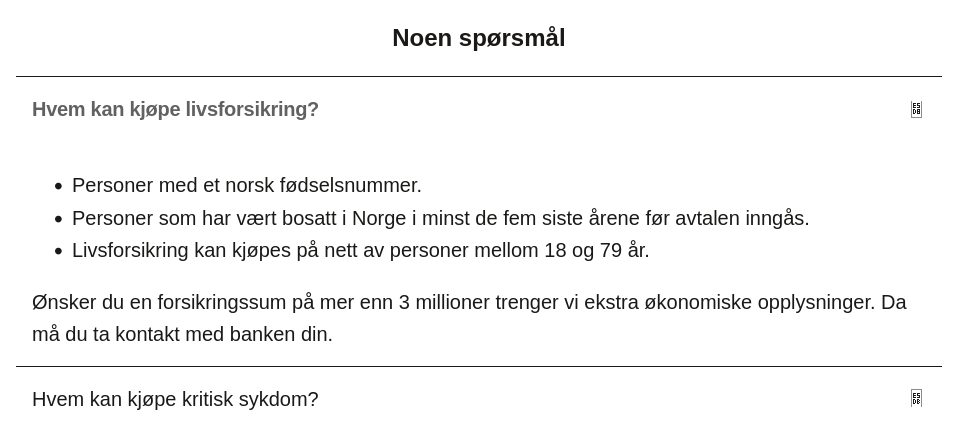 Noen spørsmål
Hvem kan kjøpe livsforsikring?
Personer med et norsk fødselsnummer.
Personer som har vært bosatt i Norge i minst de fem siste årene før avtalen inngås.
Livsforsikring kan kjøpes på nett av personer mellom 18 og 79 år.
Ønsker du en forsikringssum på mer enn 3 millioner trenger vi ekstra økonomiske opplysninger. Da
må du ta kontakt med banken din.
Hvem kan kjøpe kritisk sykdom?